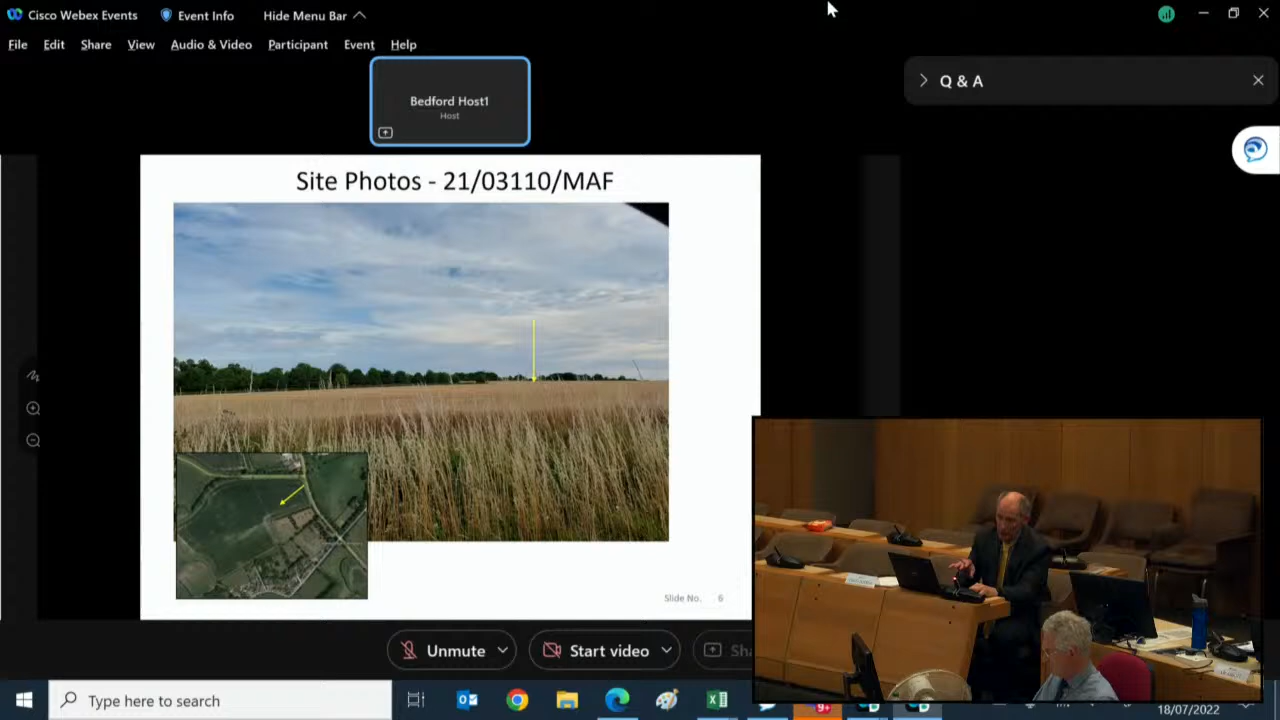 Cisco Webex Events
Event Info
Hide Menu Bar
File
Edit
Share
View
Audio & Video
Participant
Event
Help
Bedford Host1
Host
Q & A
Site Photos - 21/03110/MAF
Slide No. 6
Unmute
Start video
Type here to search
9+
18/07/2022